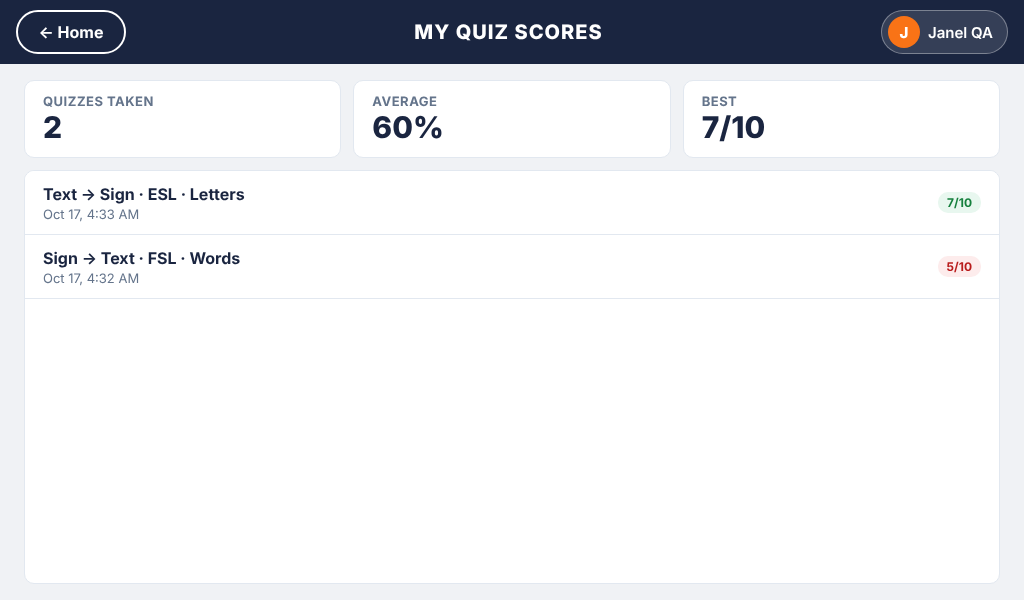 ← Home
MY QUIZ SCORES
J
Janel QA
QUIZZES TAKEN
2
AVERAGE
60%
BEST
7/10
Text → Sign · ESL · Letters
Oct 17, 4:33 AM
7/10
Sign → Text · FSL · Words
Oct 17, 4:32 AM
5/10